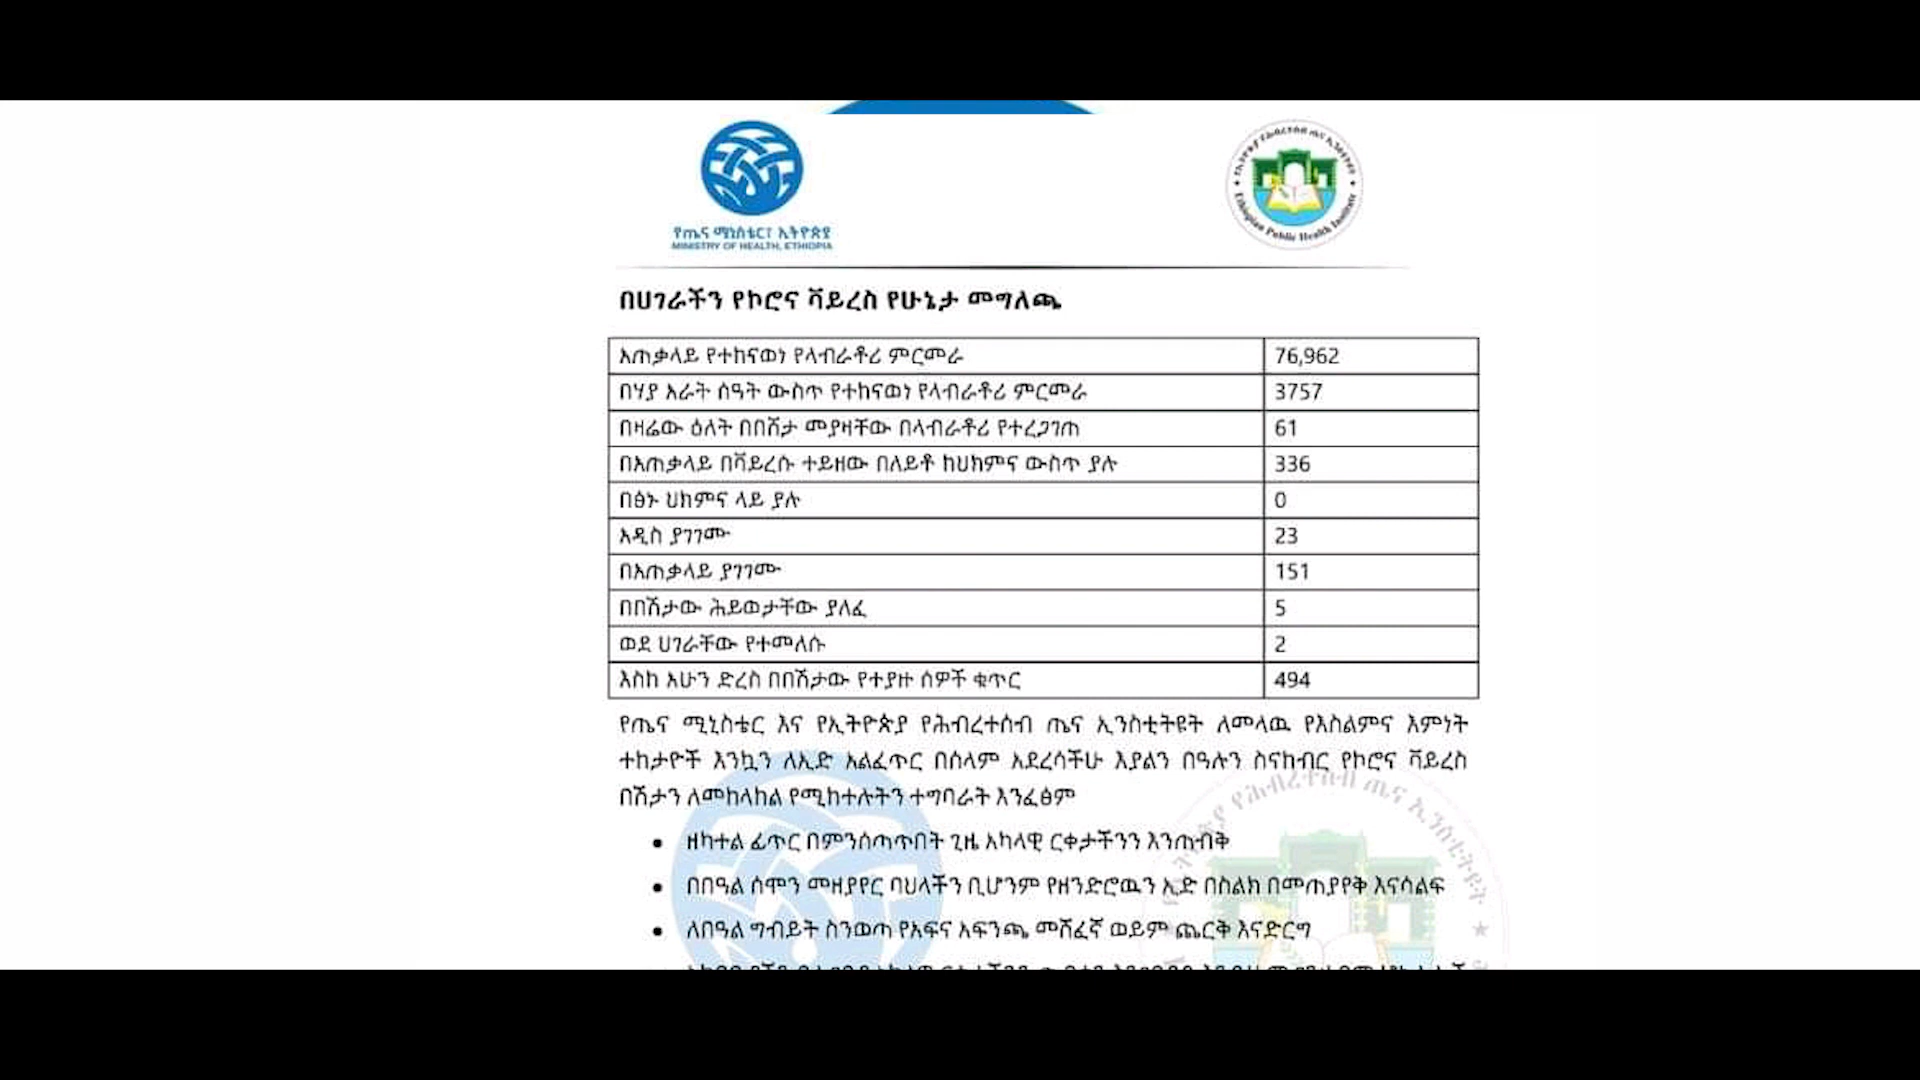 የጤና ሚኒስቴር፣ ኢትዮጵያ
MINISTRY OF HEALTH, ETHIOPIA
Ethiopian Public Health Institute
በሀገራችን የኮሮና ቫይረስ የሁኔታ መግለጫ
አጠቃላይ የተከናወነ የላብራቶሪ ምርመራ 76,962
በሃያ አራት ሰዓት ውስጥ የተከናወነ የላብራቶሪ ምርመራ 3757
በዛሬው ዕለት በበሽታ መያዛቸው በላብራቶሪ የተረጋገጠ 61
በአጠቃላይ በቫይረሱ ተይዘው በለይቶ ከህክምና ውስጥ ያሉ 336
በፅኑ ህክምና ላይ ያሉ 0
አዲስ ያገገሙ 23
በአጠቃላይ ያገገሙ 151
በበሽታው ሕይወታቸው ያለፈ 5
ወደ ሀገራቸው የተመለሱ 2
እስከ አሁን ድረስ በበሽታው የተያዙ ሰዎች ቁጥር 494
የጤና ሚኒስቴር እና የኢትዮጵያ የሕብረተሰብ ጤና ኢንስቲትዩት ለመላዉ የእስልምና እምነት
ተከታዮች እንኳን ለኢድ አልፈጥር በሰላም አደረሳችሁ እያልን በዓሉን ስናከብር የኮሮና ቫይረስ
በሽታን ለመከላከል የሚከተሉትን ተግባራት እንፈፅም
• ዘካተል ፊጥር በምንሰጣጥበት ጊዜ አካላዊ ርቀታችንን እንጠብቅ
• በበዓል ሰሞን መዘያየር ባህላችን ቢሆንም የዘንድሮዉን ኢድ በስልክ በመጠያየቅ እናሳልፍ
• ለበዓል ግብይት ስንወጣ የአፍና አፍንጫ መሸፈኛ ወይም ጨርቅ እናድርግ